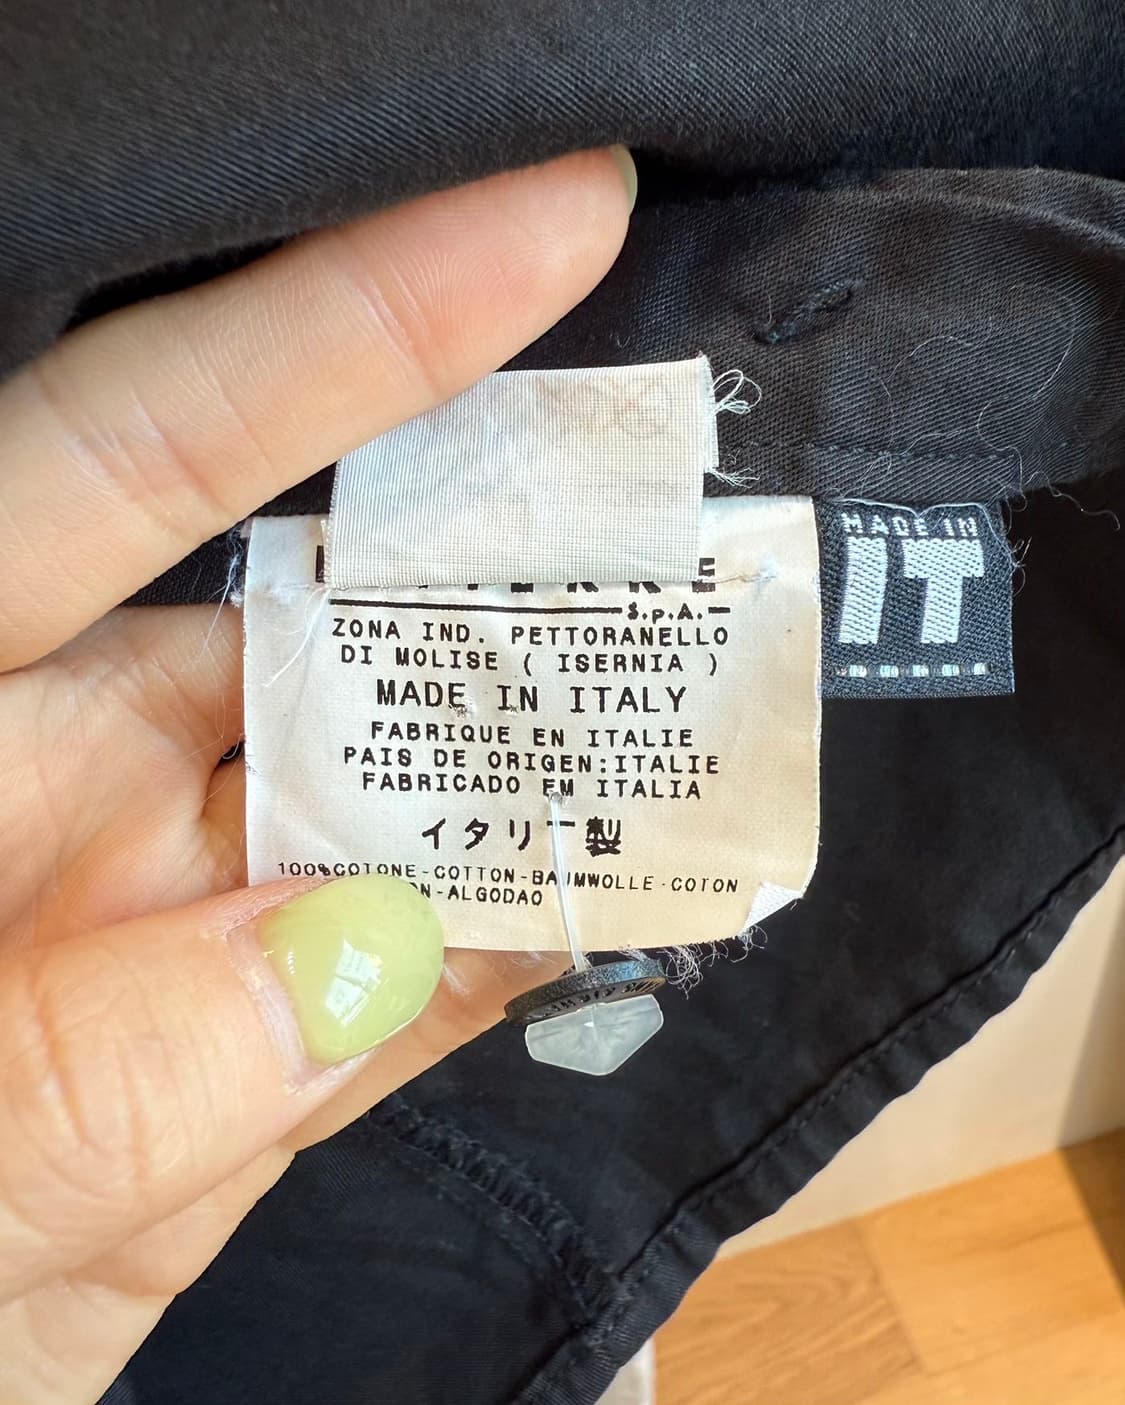 S.p.A.
ZONA IND. PETTORANELLO
DI MOLISE ( ISERNIA )
MADE IN ITALY
FABRIQUE EN ITALIE
PAIS DE ORIGEN:ITALIE
FABRICADO EM ITALIA
イタリー製
100%COTONE-COTTON-BAUMWOLLE-COTON
-ALGODAO
MADE IN
IT